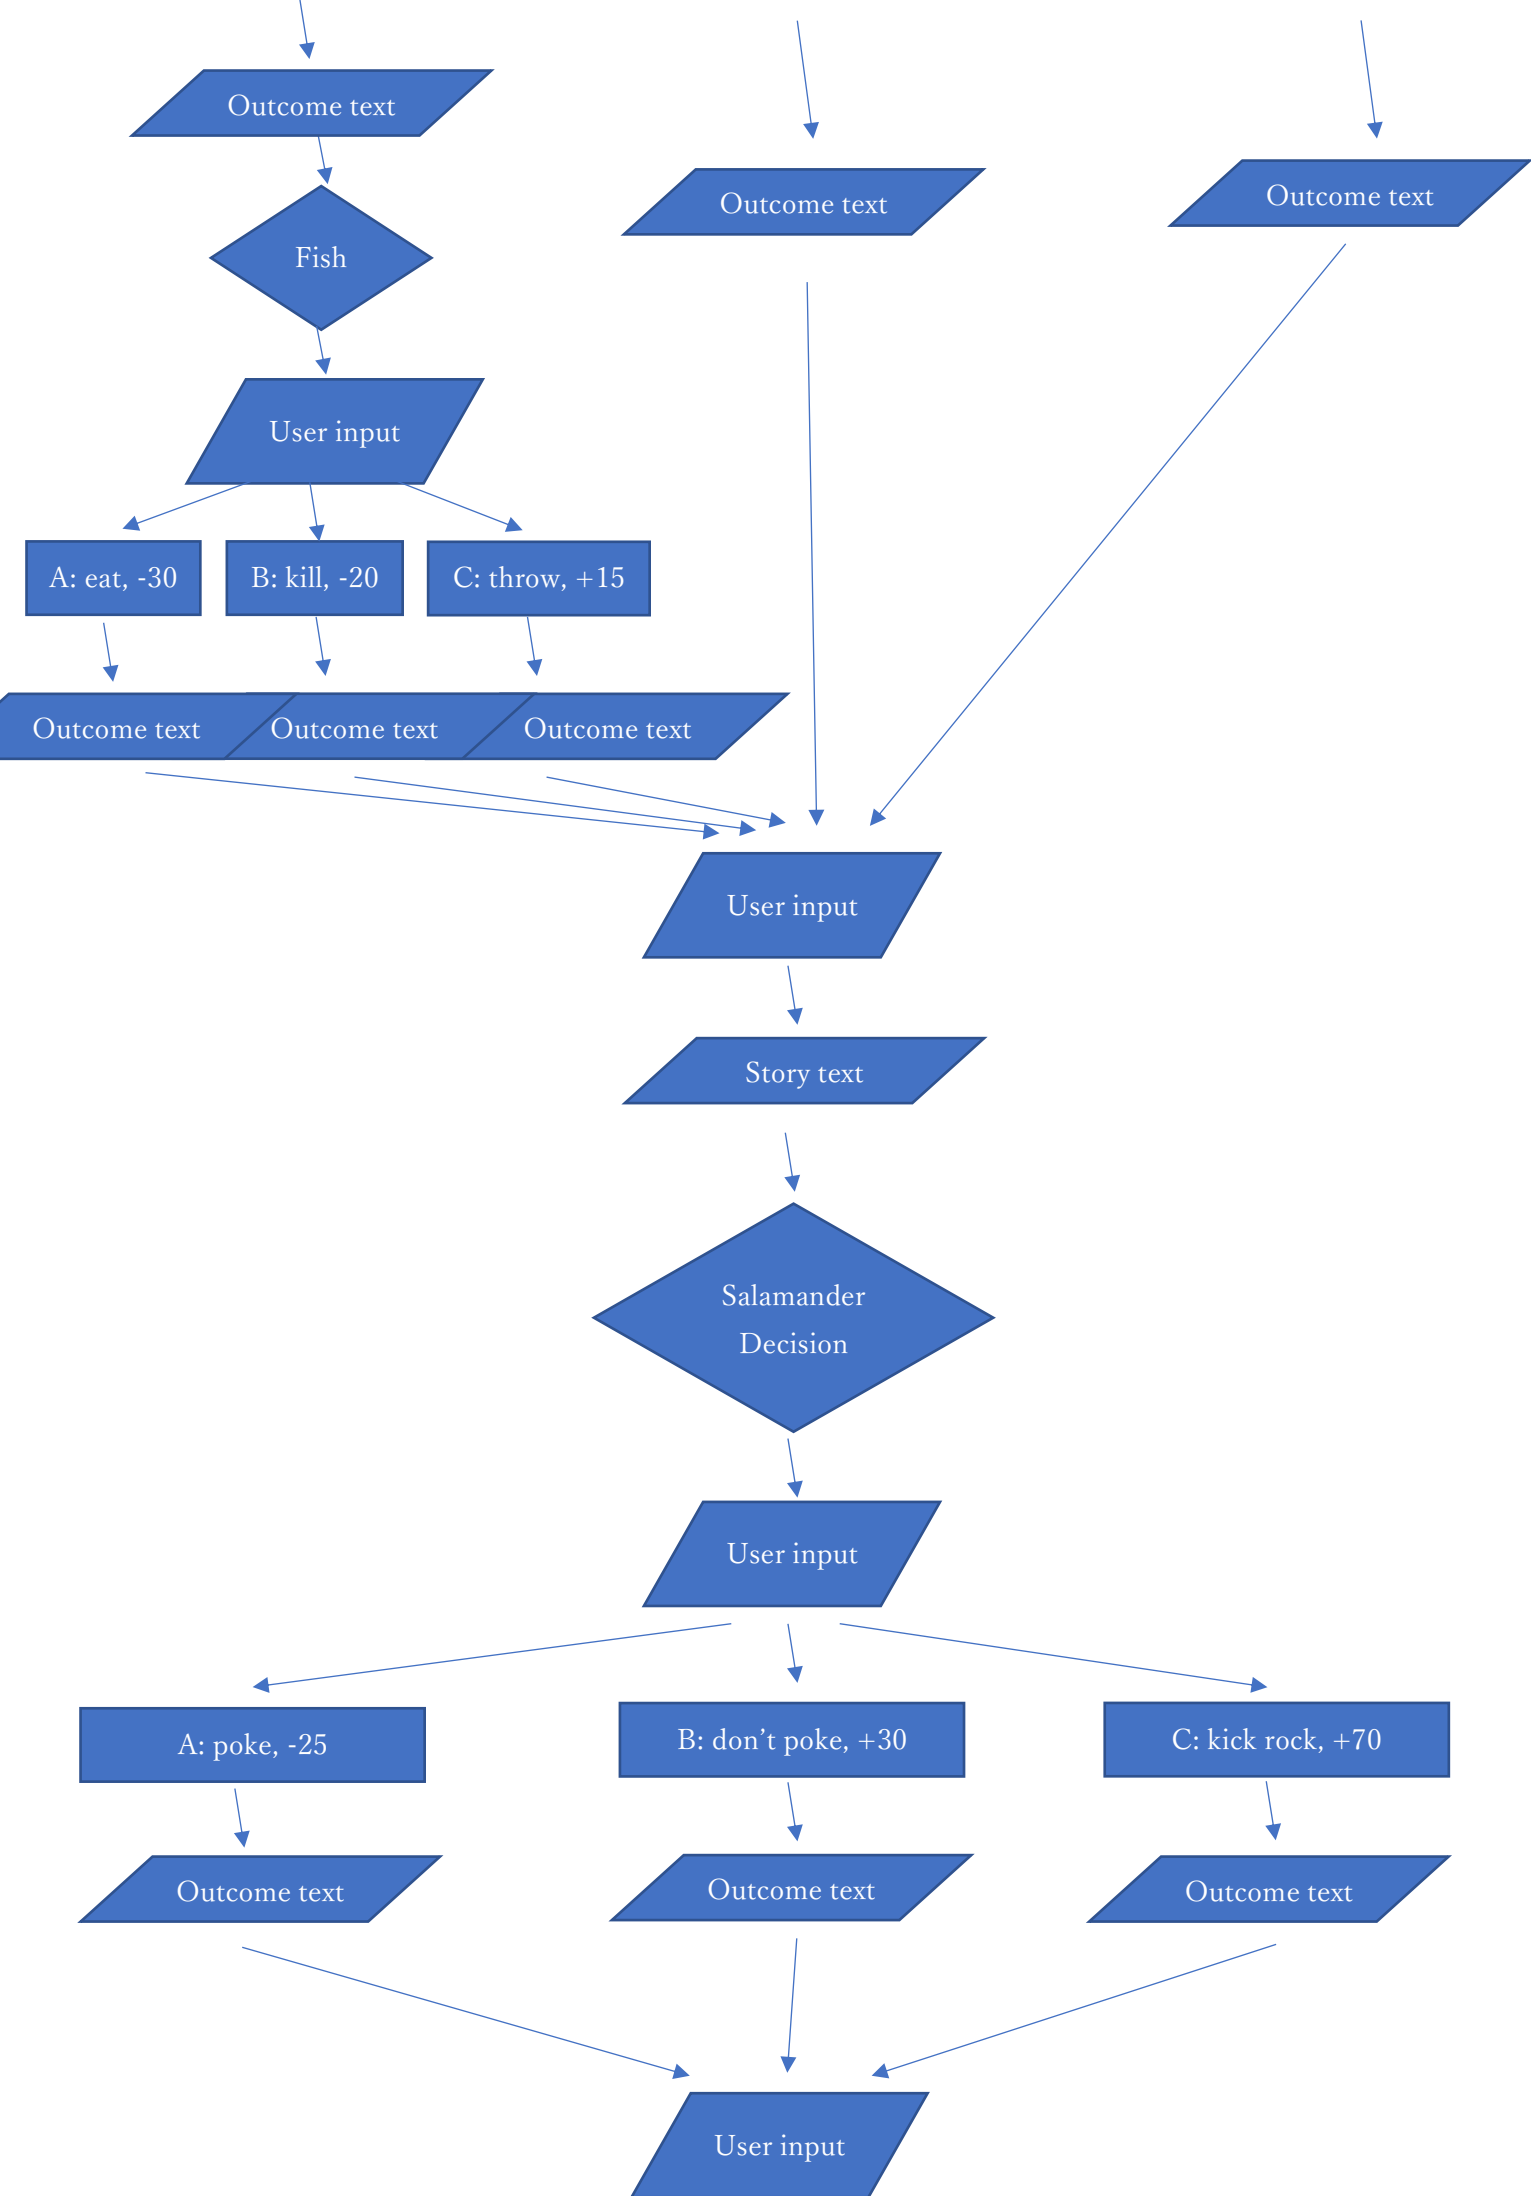 Outcome text
Outcome text
Outcome text
Fish
User input
A: eat, -30
B: kill, -20
C: throw, +15
Outcome text
Outcome text
Outcome text
User input
Story text
Salamander
Decision
User input
A: poke, -25
B: don’t poke, +30
C: kick rock, +70
Outcome text
Outcome text
Outcome text
User input